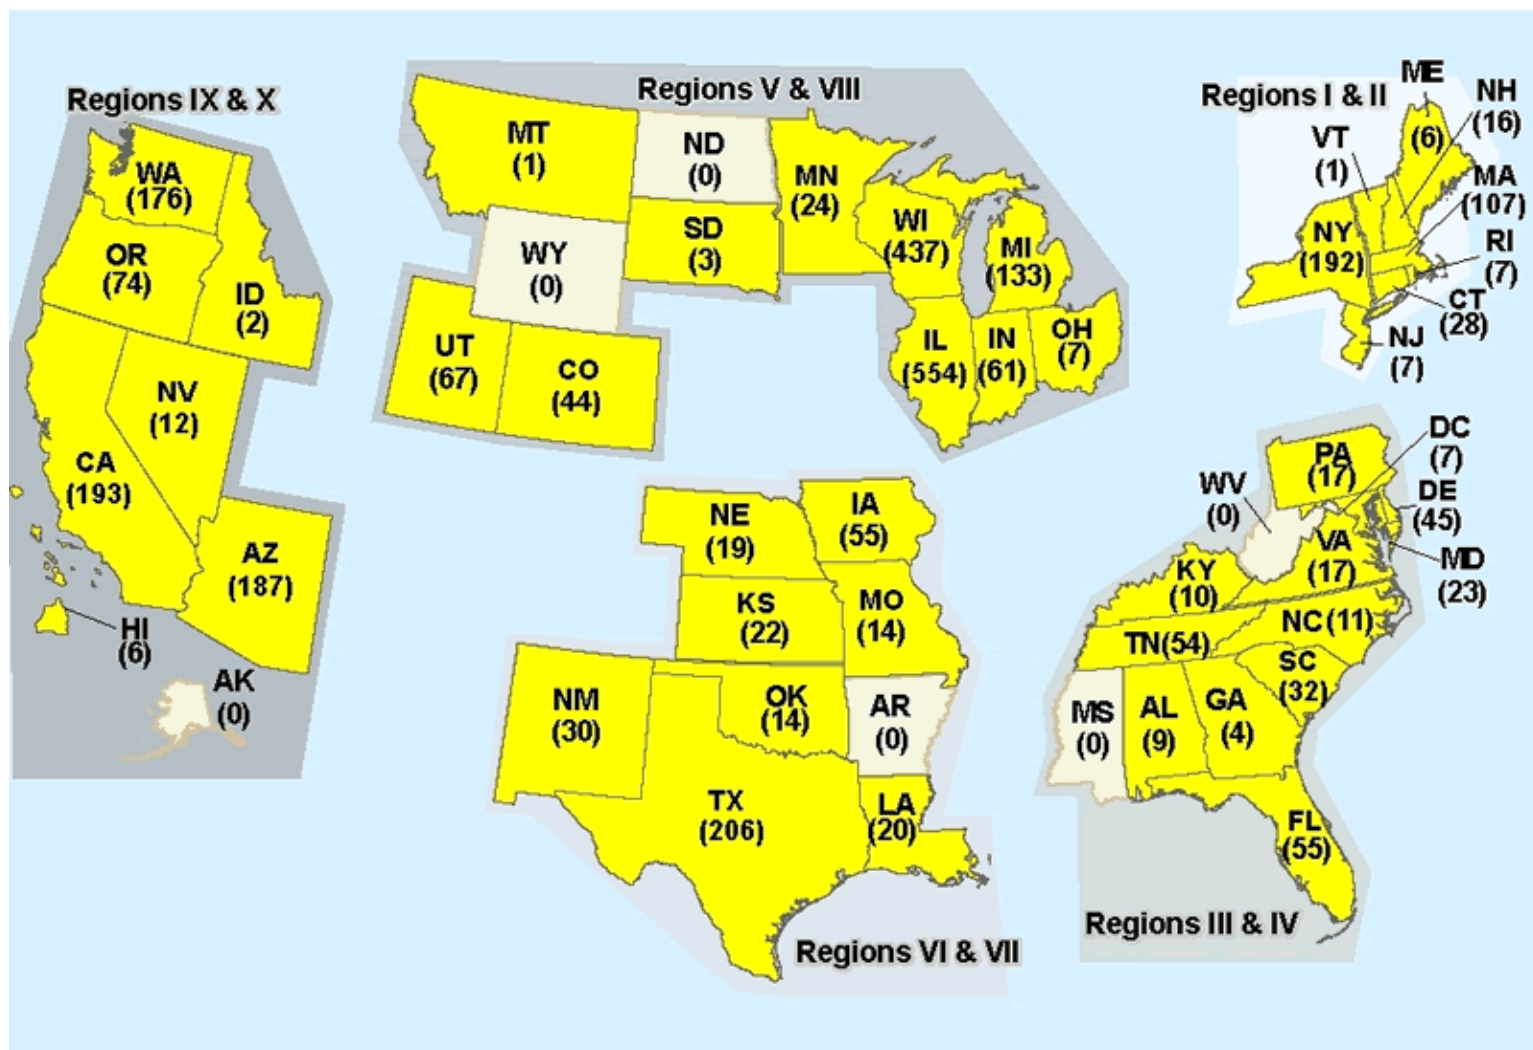 Regions IX & X
WA
(176)
OR
(74)
ID
(2)
NV
(12)
CA
(193)
AZ
(187)
HI
(6)
AK
(0)
Regions V & VIII
MT
(1)
ND
(0)
MN
(24)
SD
(3)
WY
(0)
WI
(437)
MI
(133)
UT
(67)
CO
(44)
IL
(554)
IN
(61)
OH
(7)
Regions I & II
ME
(6)
NH
(16)
VT
(1)
MA
(107)
NY
(192)
RI
(7)
CT
(28)
NJ
(7)
NE
(19)
IA
(55)
KS
(22)
MO
(14)
NM
(30)
OK
(14)
AR
(0)
TX
(206)
LA
(20)
Regions VI & VII
PA
(17)
DC
(7)
WV
(0)
DE
(45)
VA
(17)
MD
(23)
KY
(10)
NC (11)
TN(54)
SC
(32)
MS
(0)
AL
(9)
GA
(4)
FL
(55)
Regions III & IV